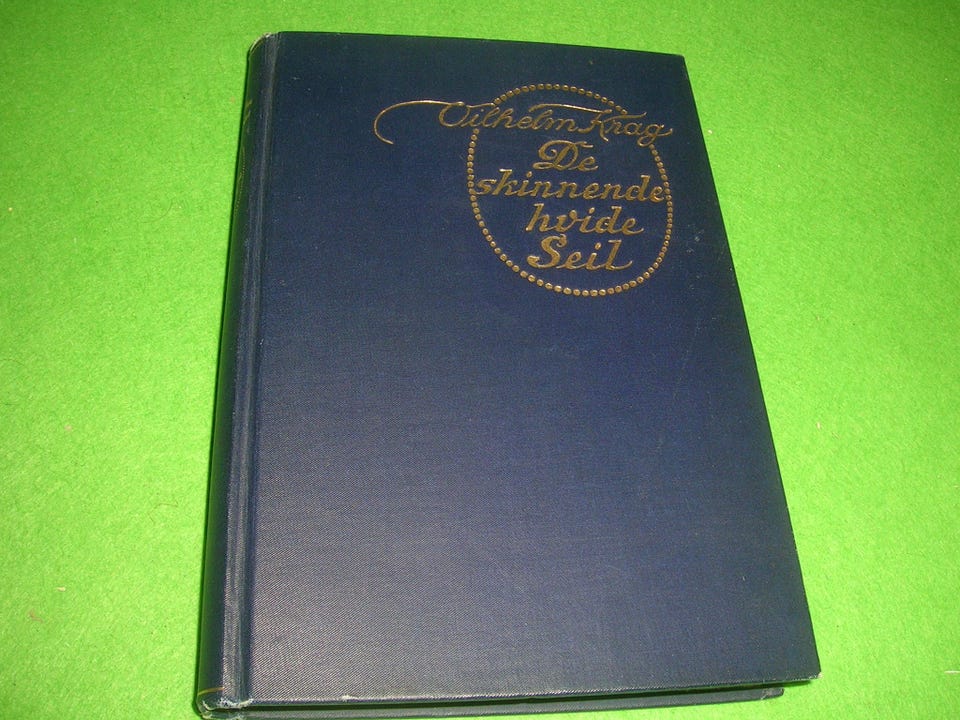 Vilhelm Krag
De
skinnende
hvide
Seil